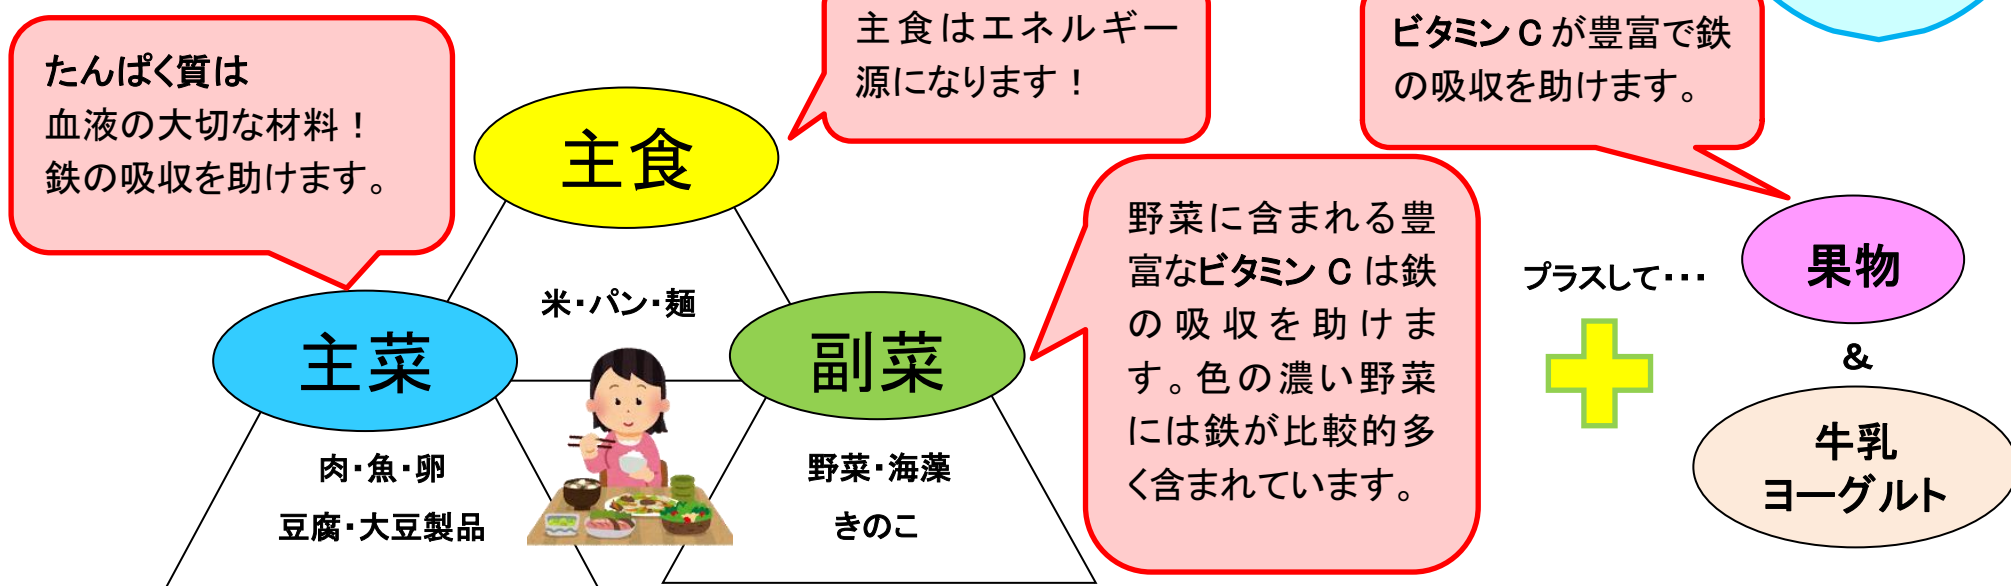 たんぱく質は
血液の大切な材料！
鉄の吸収を助けます。
主食はエネルギー
源になります！
ビタミンCが豊富で鉄
の吸収を助けます。
主食
米・パン・麺
主菜
肉・魚・卵
豆腐・大豆製品
副菜
野菜・海藻
きのこ
野菜に含まれる豊
富なビタミンCは鉄
の吸収を助けま
す。色の濃い野菜
には鉄が比較的多
く含まれています。
プラスして・・・
果物
&
牛乳
ヨーグルト